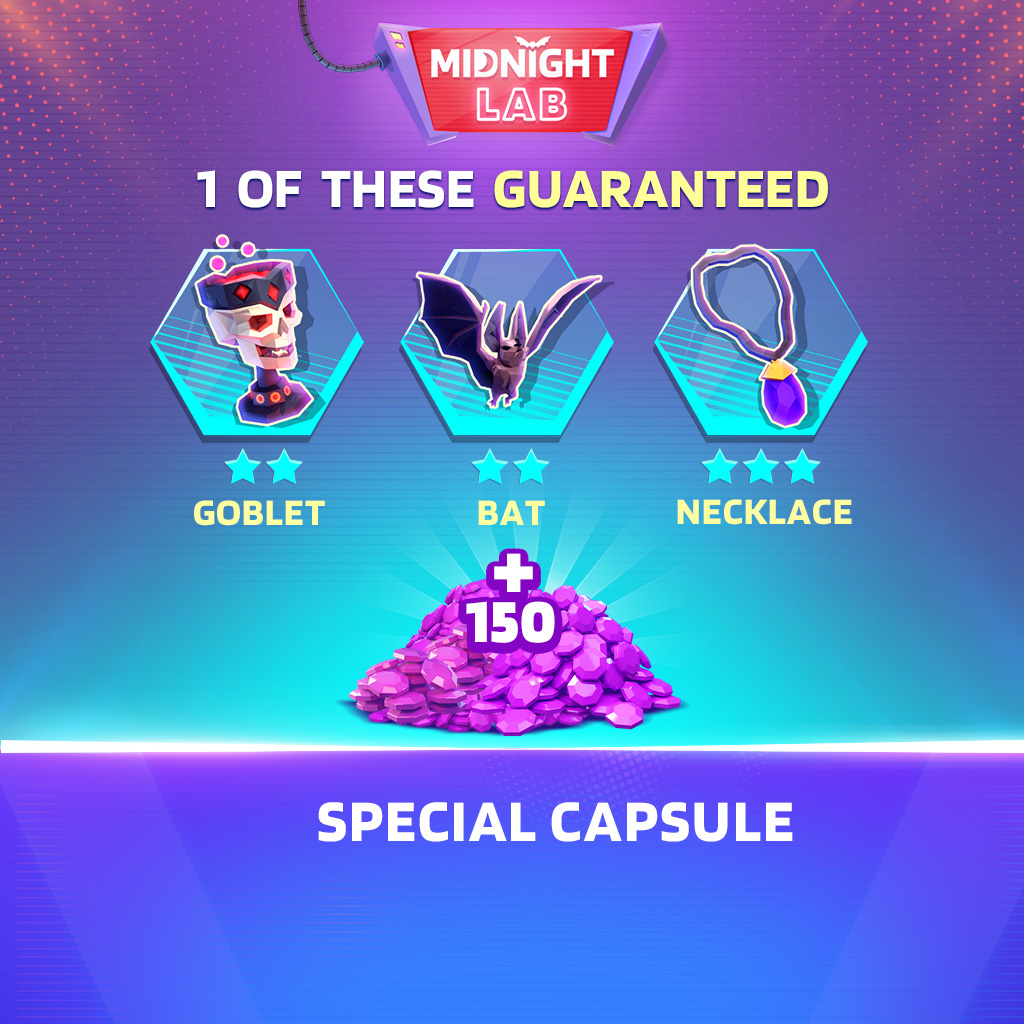 MIDNIGHT
LAB
1 OF THESE GUARANTEED
GOBLET
BAT
NECKLACE
+
150
SPECIAL CAPSULE